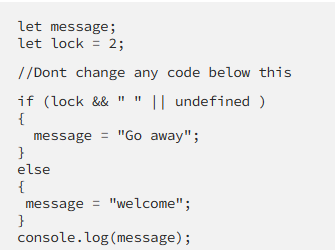 let message;
let lock = 2;
//Dont change any code below this
if (lock && " " || undefined )
{
message = "Go away";
}
else
{
message = "welcome";
}
console.log(message);